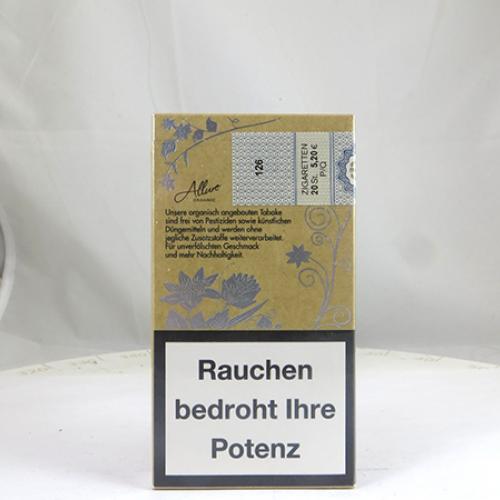 126
ZIGARETTEN
20 St. 5,20 €
P/Q
Allure
ORGANIC
Unsere organisch angebauten Tabake
sind frei von Pestiziden sowie künstlichen
Düngemitteln und werden ohne
jegliche Zusatzstoffe weiterverarbeitet.
Für unverfälschten Geschmack
und mehr Nachhaltigkeit.
Rauchen
bedroht Ihre
Potenz